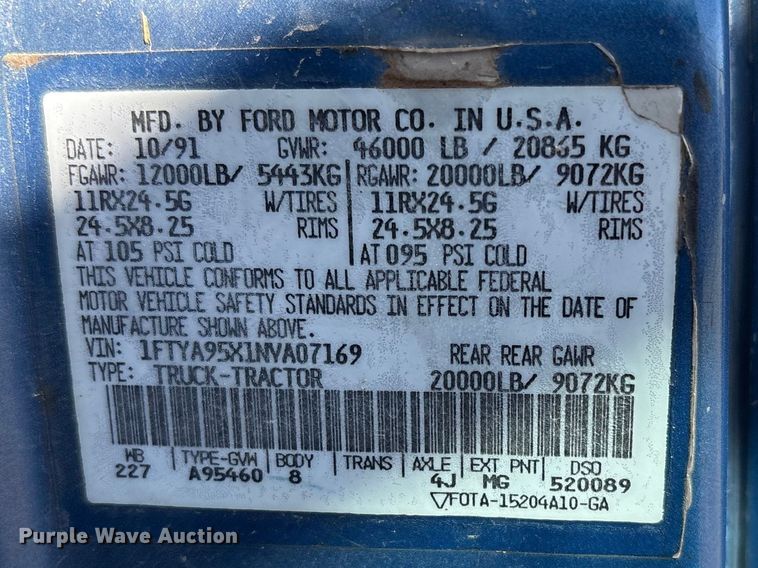 MFD. BY FORD MOTOR CO. IN U.S.A.
DATE: 10/91 GVWR: 46000 LB / 20865 KG
FGAWR: 12000LB/ 5443KG RGAWR: 20000LB/ 9072KG
11RX24.5G W/TIRES 11RX24.5G W/TIRES
24.5X8.25 RIMS 24.5X8.25 RIMS
AT 105 PSI COLD AT 095 PSI COLD
THIS VEHICLE CONFORMS TO ALL APPLICABLE FEDERAL
MOTOR VEHICLE SAFETY STANDARDS IN EFFECT ON THE DATE OF
MANUFACTURE SHOWN ABOVE.
VIN: 1FTYA95X1NVA07169 REAR REAR GAWR
TYPE: TRUCK-TRACTOR 20000LB/ 9072KG
WB TYPE-GVW BODY TRANS AXLE EXT PNT DSO
227 A95460 8 4J MG 520089
FOTA-15204A10-GA
Purple Wave Auction